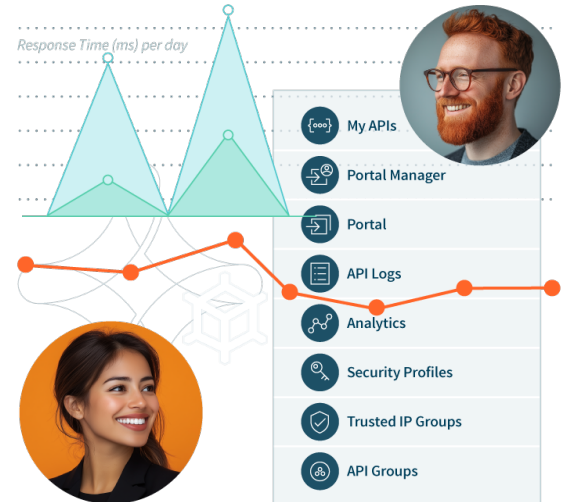 Response Time (ms) per day
My APIs
Portal Manager
Portal
API Logs
Analytics
Security Profiles
Trusted IP Groups
API Groups